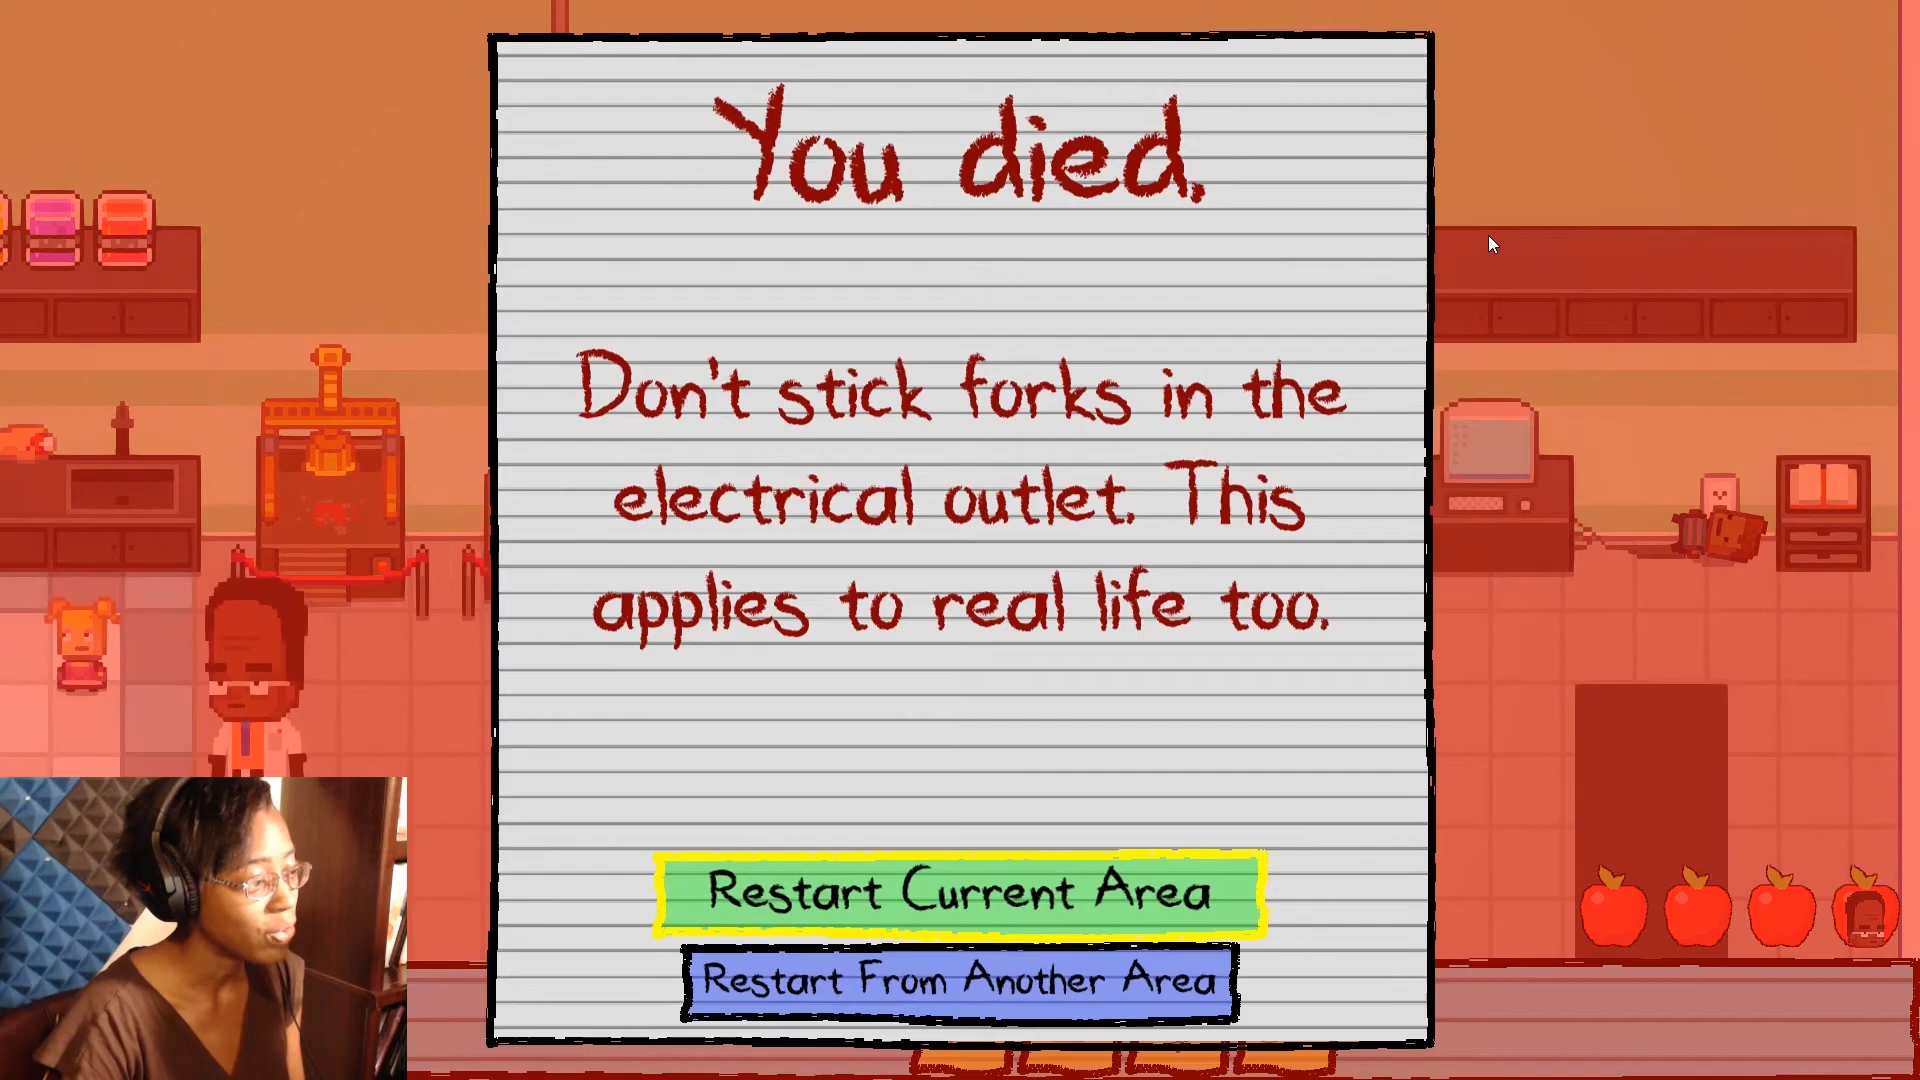 You died.
Don't stick forks in the
electrical outlet. This
applies to real life too.
Restart Current Area
Restart From Another Area